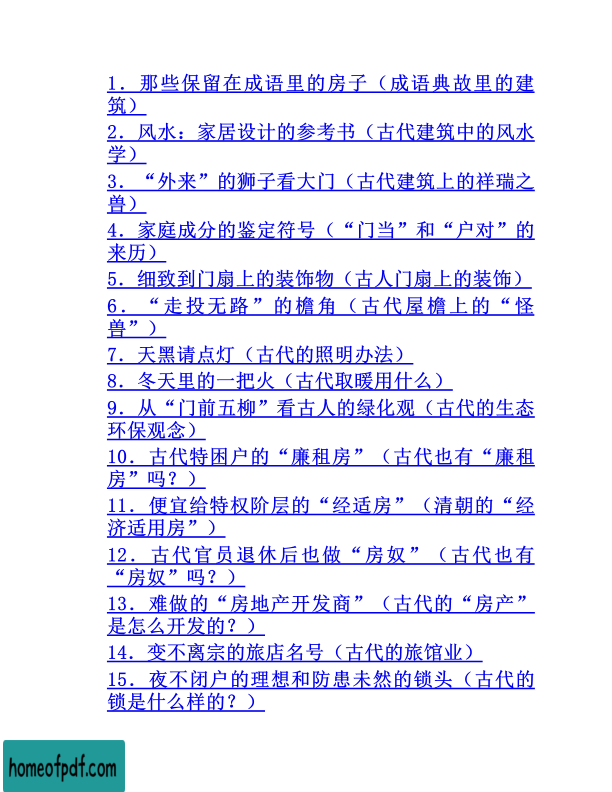 1．那些保留在成语里的房子（成语典故里的建
筑）
2．风水：家居设计的参考书（古代建筑中的风水
学）
3．“外来”的狮子看大门（古代建筑上的祥瑞之
兽）
4．家庭成分的鉴定符号（“门当”和“户对”的
来历）
5．细致到门扇上的装饰物（古人门扇上的装饰）
6．“走投无路”的檐角（古代屋檐上的“怪
兽”）
7．天黑请点灯（古代的照明办法）
8．冬天里的一把火（古代取暖用什么）
9．从“门前五柳”看古人的绿化观（古代的生态
环保观念）
10．古代特困户的“廉租房”（古代也有“廉租
房”吗？）
11．便宜给特权阶层的“经适房”（清朝的“经
济适用房”）
12．古代官员退休后也做“房奴”（古代也有
“房奴”吗？）
13．难做的“房地产开发商”（古代的“房产”
是怎么开发的？）
14．变不离宗的旅店名号（古代的旅馆业）
15．夜不闭户的理想和防患未然的锁头（古代的
锁是什么样的？）
homeofpdf.com